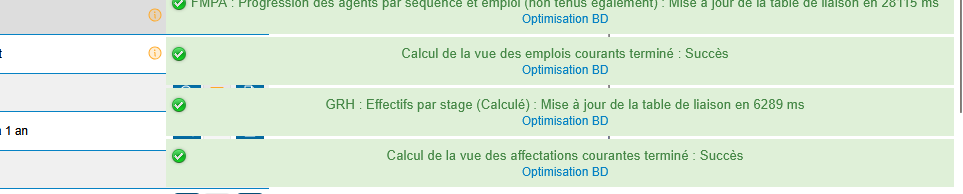 FMPA : Progression des agents par séquence et emploi (non tenus également) : Mise à jour de la table de liaison en 28115 ms
Optimisation BD
t
Calcul de la vue des emplois courants terminé : Succès
Optimisation BD
GRH : Effectifs par stage (Calculé) : Mise à jour de la table de liaison en 6289 ms
Optimisation BD
1 an
Calcul de la vue des affectations courantes terminé : Succès
Optimisation BD